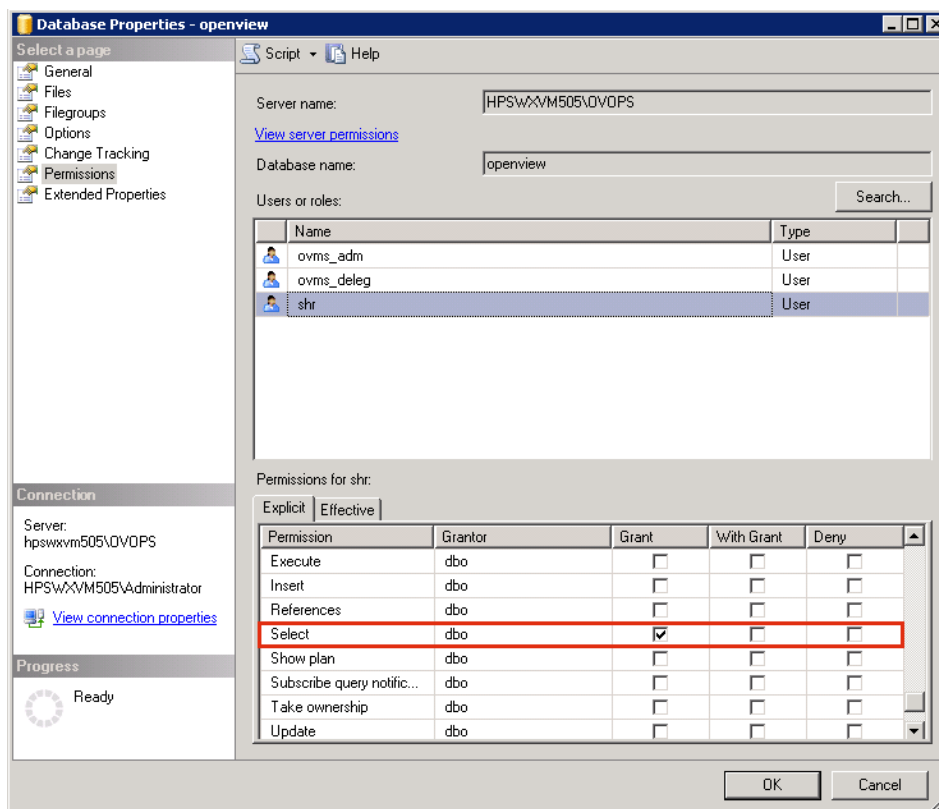 Database Properties - openview
Select a page
General
Files
Filegroups
Options
Change Tracking
Permissions
Extended Properties
Script Help
Server name: HPSWXVM505\OVOPS
View server permissions
Database name: openview
Users or roles: Search...
Name Type
ovms_adm User
ovms_deleg User
shr User
Permissions for shr:
Explicit Effective
Permission Grantor Grant With Grant Deny
Execute dbo
Insert dbo
References dbo
Select dbo
Show plan dbo
Subscribe query notific... dbo
Take ownership dbo
Update dbo
Connection
Server:
hpswxvm505\OVOPS
Connection:
HPSWXVM505\Administrator
View connection properties
Progress
Ready
OK Cancel